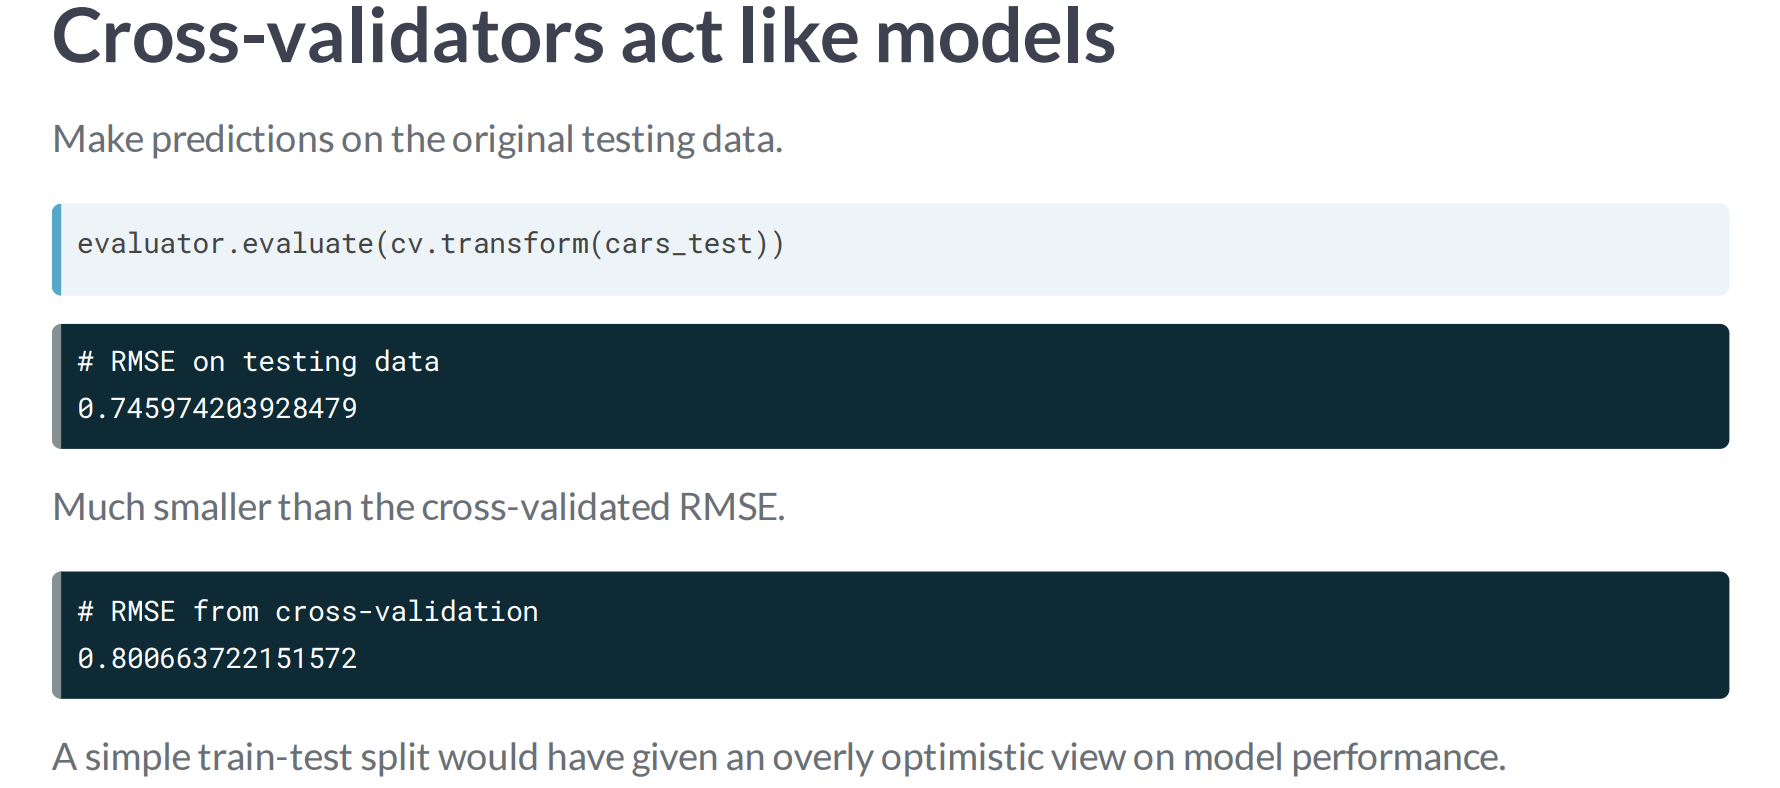 Cross-validators act like models
Make predictions on the original testing data.
evaluator.evaluate(cv.transform(cars_test))
# RMSE on testing data
0.745974203928479
Much smaller than the cross-validated RMSE.
# RMSE from cross-validation
0.800663722151572
A simple train-test split would have given an overly optimistic view on model performance.